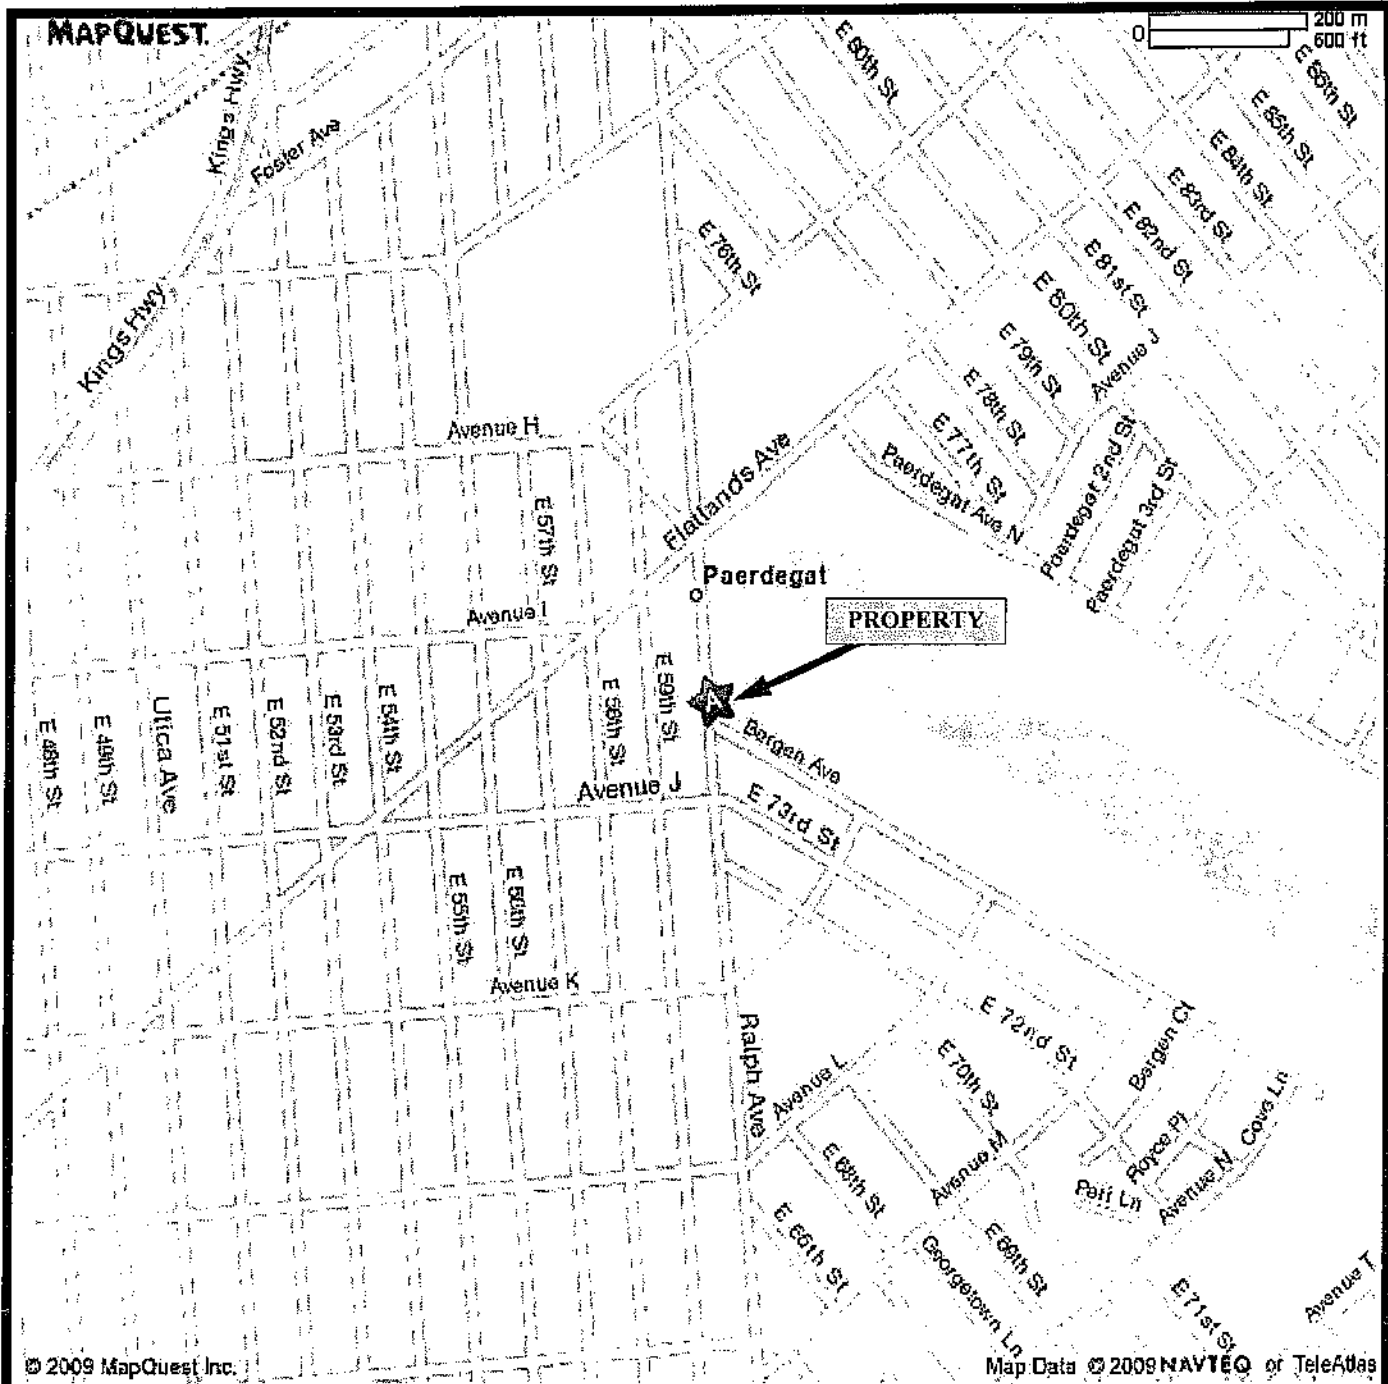 MAPQUEST.
0
200 m
600 ft
Kings Hwy
Foster Ave
E 80th St
E 86th St
E 85th St
E 84th St
E 83rd St
E 82nd St
E 81st St
E 80th St
E 79th St
E 78th St
E 77th St
E 76th St
Kings Hwy
Avenue J
Avenue H
Flatlands Ave
Paerdegat Ave N
Paerdegat 2nd St
Paerdegat 3rd St
E 57th St
Paerdegat
Avenue I
PROPERTY
A
E 48th St
E 49th St
Utica Ave
E 51st St
E 52nd St
E 53rd St
E 54th St
E 58th St
E 59th St
Bergen Ave
Avenue J
E 73rd St
E 55th St
E 56th St
Avenue K
Ralph Ave
E 72nd St
Bergen Ct
Avenue L
E 70th St
Avenue M
Royce Pl
Cove Ln
Avenue N
E 68th St
E 66th St
Georgetown Ln
E 69th St
E 71st St
Avenue T
© 2009 MapQuest Inc.
Map Data © 2009 NAVTEQ or TeleAtlas